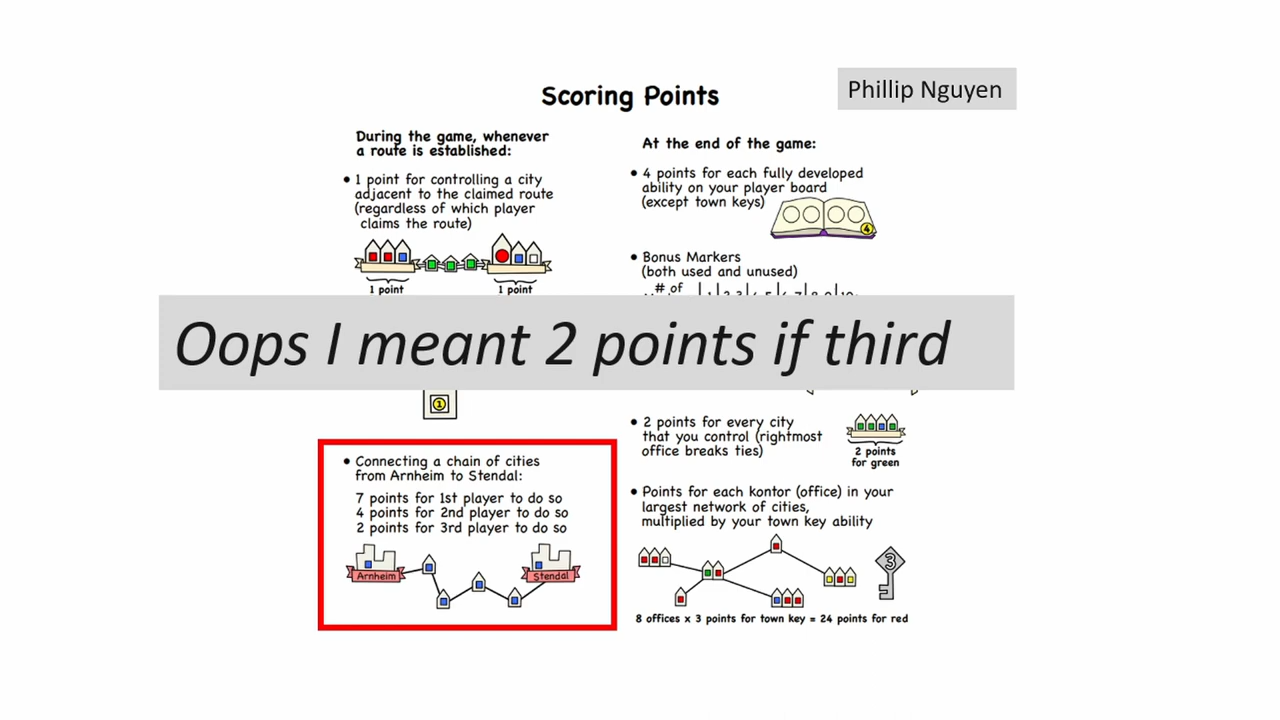 Scoring Points
Phillip Nguyen
During the game, whenever
a route is established:
• 1 point for controlling a city
adjacent to the claimed route
(regardless of which player
claims the route)
1 point
1 point
Oops I meant 2 points if third
1
• Connecting a chain of cities
from Arnheim to Stendal:
7 points for 1st player to do so
4 points for 2nd player to do so
2 points for 3rd player to do so
Arnheim
Stendal
At the end of the game:
• 4 points for each fully developed
ability on your player board
(except town keys)
4
• Bonus Markers
(both used and unused)
# of
• 2 points for every city
that you control (rightmost
office breaks ties)
2 points
for green
• Points for each kontor (office) in your
largest network of cities,
multiplied by your town key ability
3
8 offices x 3 points for town key = 24 points for red